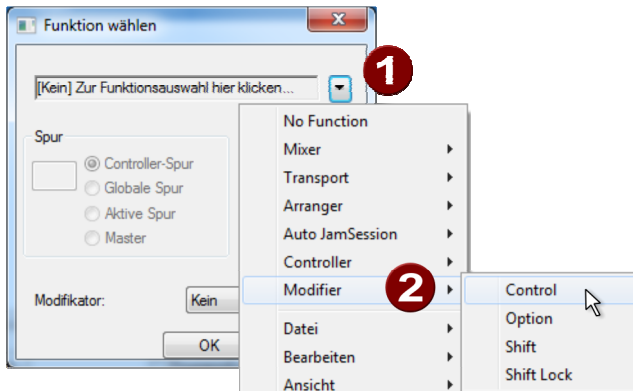 Funktion wählen
X
1
[Kein] Zur Funktionsauswahl hier klicken...
No Function
Spur
Mixer
Controller-Spur
Transport
Globale Spur
Arranger
Aktive Spur
Auto JamSession
Master
Controller
Modifikator:
Kein
Modifier
2
Control
Option
Datei
OK
Shift
Bearbeiten
Shift Lock
Ansicht